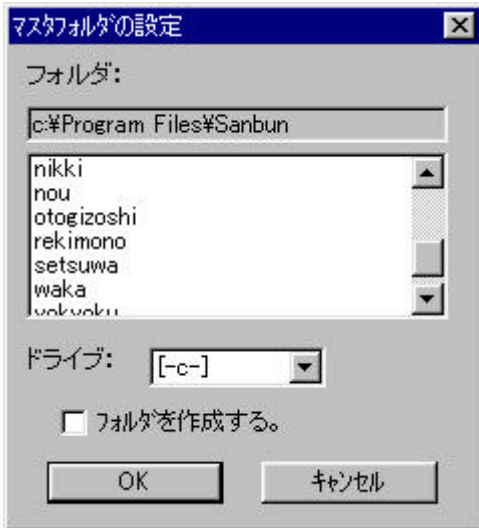 ﾏｽﾀﾌｫﾙﾀﾞの設定
フォルダ:
c:¥Program Files¥Sanbun
nikki
nou
otogizoshi
rekimono
setsuwa
waka
yokyoku
ドライブ:
[-c-]
ﾌｫﾙﾀﾞを作成する。
OK
ｷｬﾝｾﾙ